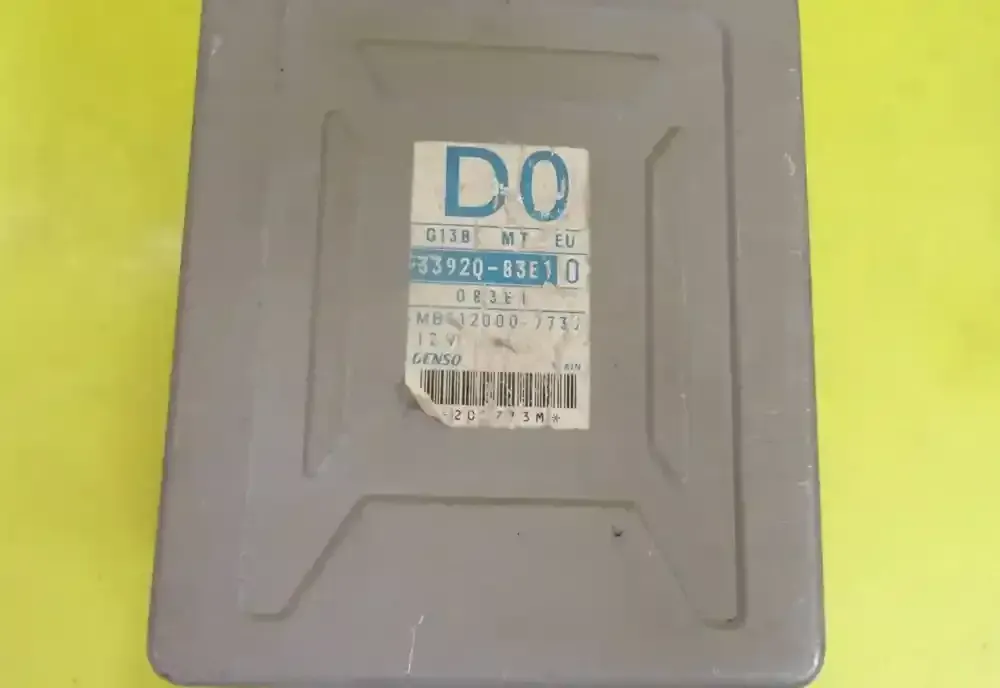 D0
G13B MT EU
33920-83E1 0
083E1
12V
DENSO